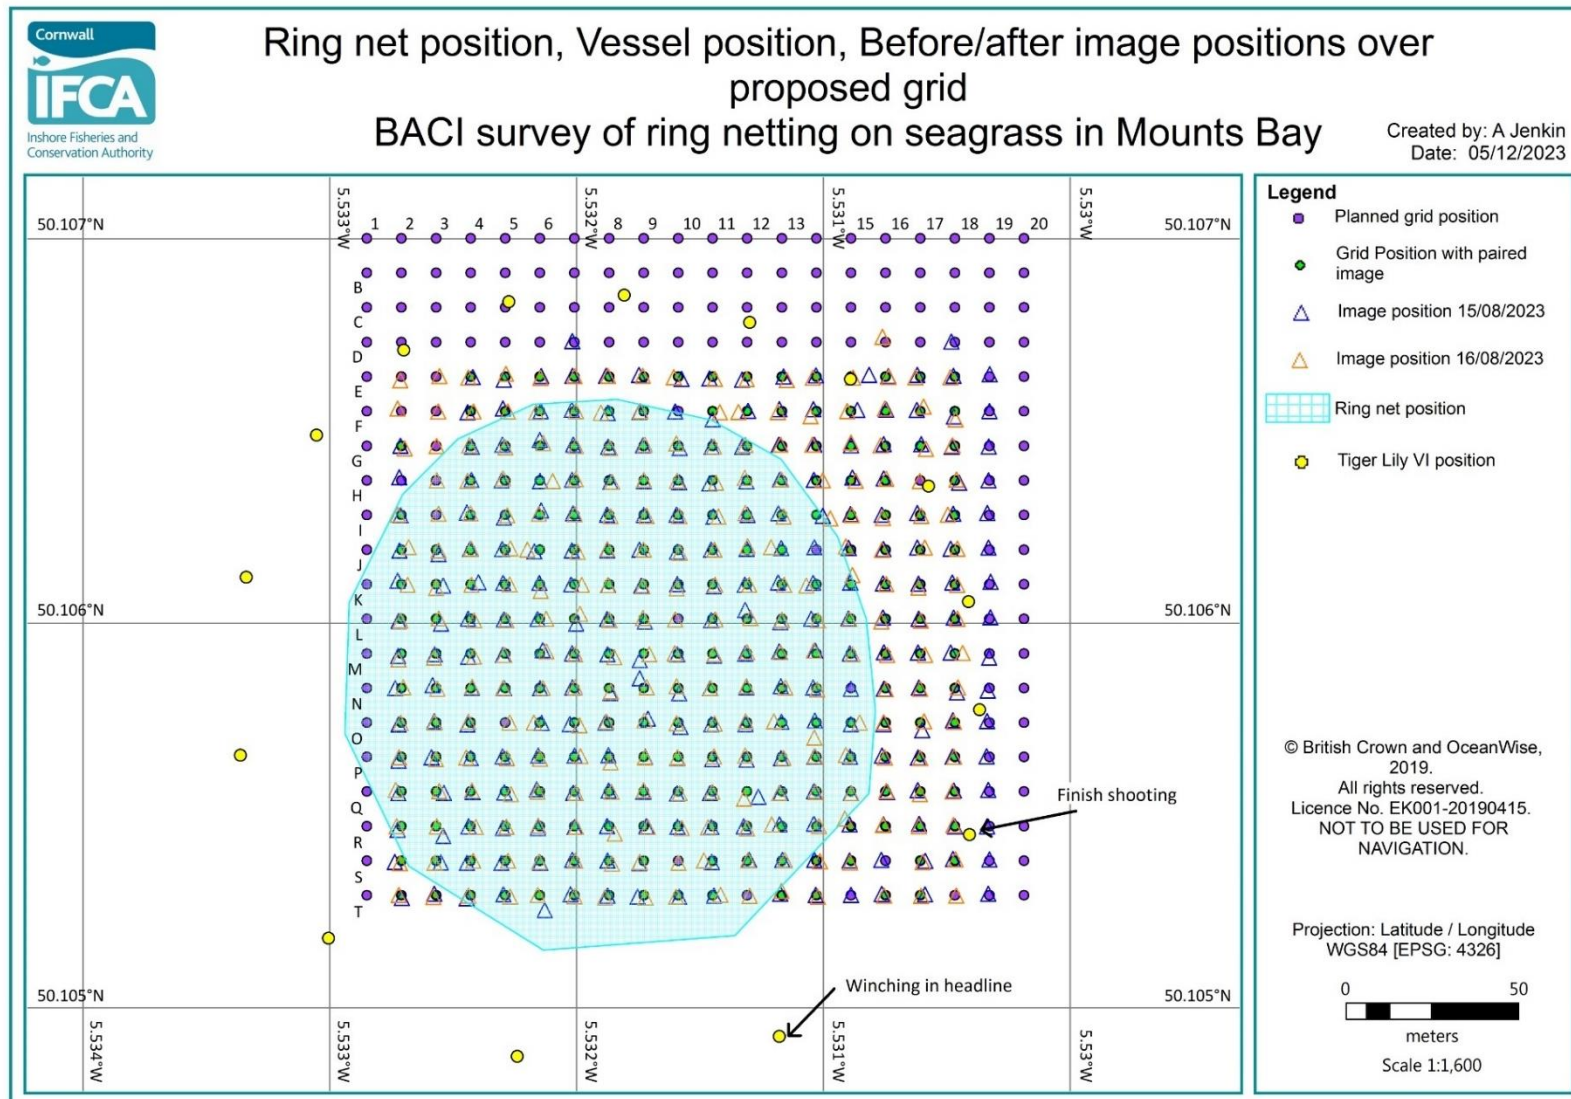 Cornwall
IFCA
Inshore Fisheries and
Conservation Authority
Ring net position, Vessel position, Before/after image positions over
proposed grid
BACI survey of ring netting on seagrass in Mounts Bay
Created by: A Jenkin
Date: 05/12/2023
5.533°W 5.532°W 5.531°W 5.53°W
1 2 3 4 5 6 8 9 10 11 12 13 15 16 17 18 19 20
50.107°N 50.107°N
B
C
D
E
F
G
H
I
J
K
50.106°N 50.106°N
L
M
N
O
P
Q
R
S
T
Finish shooting
Winching in headline
50.105°N 50.105°N
5.534°W 5.533°W 5.532°W 5.531°W 5.53°W
Legend
Planned grid position
Grid Position with paired
image
Image position 15/08/2023
Image position 16/08/2023
Ring net position
Tiger Lily VI position
© British Crown and OceanWise,
2019.
All rights reserved.
Licence No. EK001-20190415.
NOT TO BE USED FOR
NAVIGATION.
Projection: Latitude / Longitude
WGS84 [EPSG: 4326]
0 50
meters
Scale 1:1,600